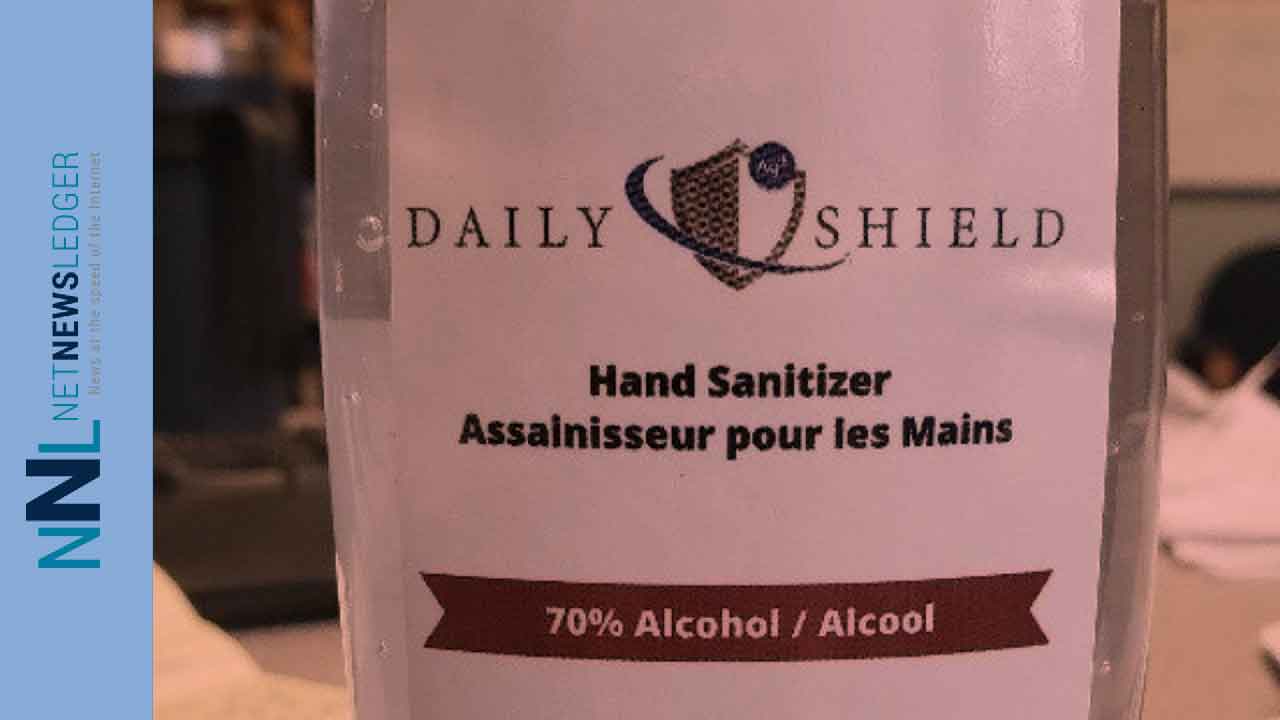 NETNEWSLEDGER
News at the speed of the Internet
NNL
DAILY SHIELD
Hand Sanitizer
Assainisseur pour les Mains
70% Alcohol / Alcool